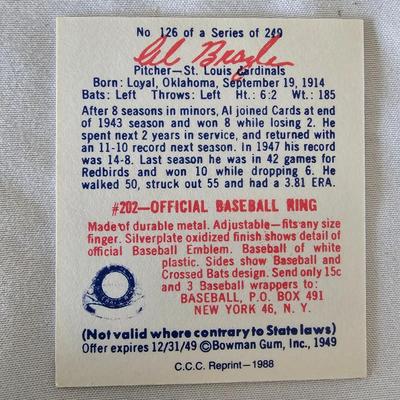 No 126 of a Series of 249
Al Brazle
Pitcher—St. Louis Cardinals
Born: Loyal, Oklahoma, September 19, 1914
Bats: Left Throws: Left Ht.: 6:2 Wt.: 185
After 8 seasons in minors, Al joined Cards at end
of 1943 season and won 8 while losing 2. He
spent next 2 years in service, and returned with
an 11-10 record next season. In 1947 his record
was 14-8. Last season he was in 42 games for
Redbirds and won 10 while dropping 6. He
walked 50, struck out 55 and had a 3.81 ERA.
#202—OFFICIAL BASEBALL RING
Made of durable metal. Adjustable—fits any size
finger. Silverplate oxidized finish shows detail of
official Baseball Emblem. Baseball of white
plastic. Sides show Baseball and
Crossed Bats design. Send only 15c
and 3 Baseball wrappers to:
BASEBALL, P.O. BOX 491
NEW YORK 46, N. Y.
(Not valid where contrary to State laws)
Offer expires 12/31/49 ©Bowman Gum, Inc., 1949
C.C.C. Reprint—1988